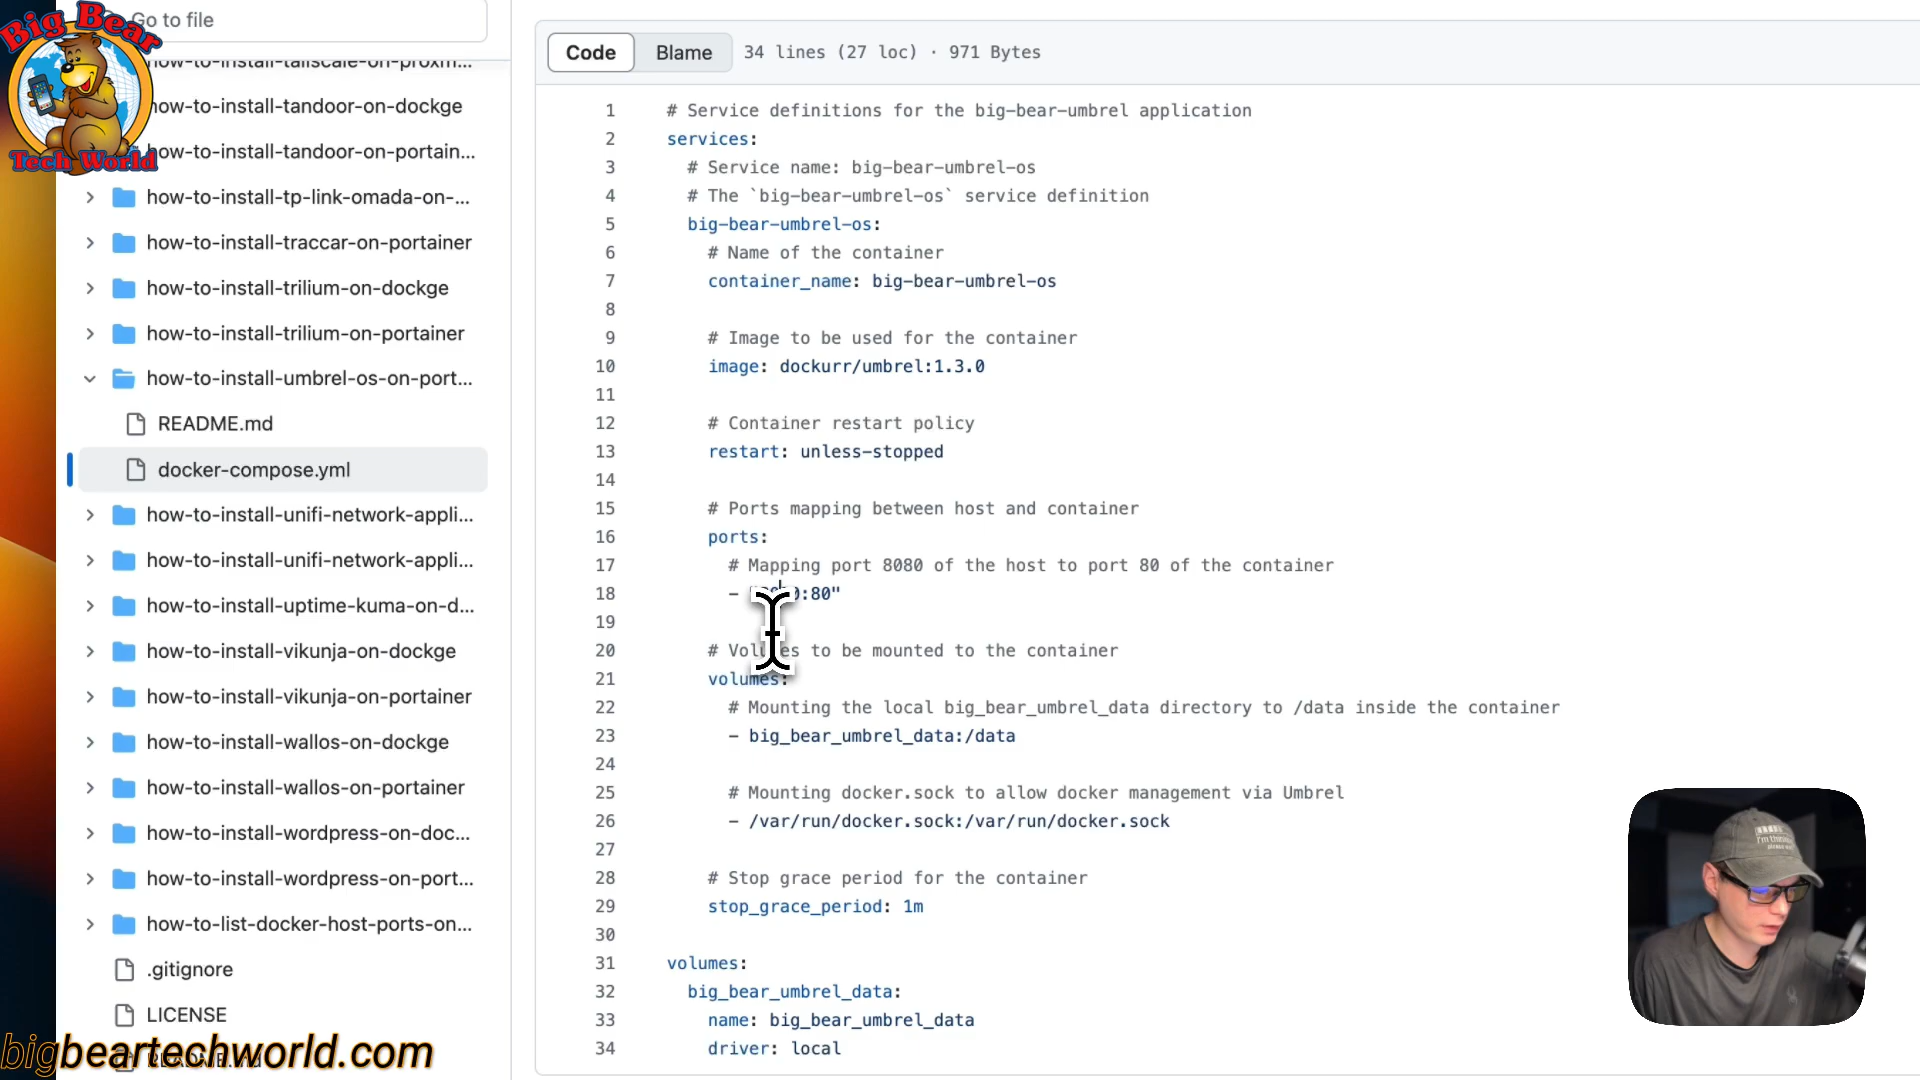 Big Bear
Tech World
Go to file
how-to-install-tailscale-on-proxm...
how-to-install-tandoor-on-dockge
how-to-install-tandoor-on-portain...
how-to-install-tp-link-omada-on-...
how-to-install-traccar-on-portainer
how-to-install-trilium-on-dockge
how-to-install-trilium-on-portainer
how-to-install-umbrel-os-on-port...
README.md
docker-compose.yml
how-to-install-unifi-network-appli...
how-to-install-unifi-network-appli...
how-to-install-uptime-kuma-on-d...
how-to-install-vikunja-on-dockge
how-to-install-vikunja-on-portainer
how-to-install-wallos-on-dockge
how-to-install-wallos-on-portainer
how-to-install-wordpress-on-doc...
how-to-install-wordpress-on-port...
how-to-list-docker-host-ports-on...
.gitignore
LICENSE
README.md
bigbeartechworld.com
Code Blame 34 lines (27 loc) · 971 Bytes
1 # Service definitions for the big-bear-umbrel application
2 services:
3 # Service name: big-bear-umbrel-os
4 # The `big-bear-umbrel-os` service definition
5 big-bear-umbrel-os:
6 # Name of the container
7 container_name: big-bear-umbrel-os
8
9 # Image to be used for the container
10 image: dockurr/umbrel:1.3.0
11
12 # Container restart policy
13 restart: unless-stopped
14
15 # Ports mapping between host and container
16 ports:
17 # Mapping port 8080 of the host to port 80 of the container
18 - :80"
19
20 # Volumes to be mounted to the container
21 volumes:
22 # Mounting the local big_bear_umbrel_data directory to /data inside the container
23 - big_bear_umbrel_data:/data
24
25 # Mounting docker.sock to allow docker management via Umbrel
26 - /var/run/docker.sock:/var/run/docker.sock
27
28 # Stop grace period for the container
29 stop_grace_period: 1m
30
31 volumes:
32 big_bear_umbrel_data:
33 name: big_bear_umbrel_data
34 driver: local